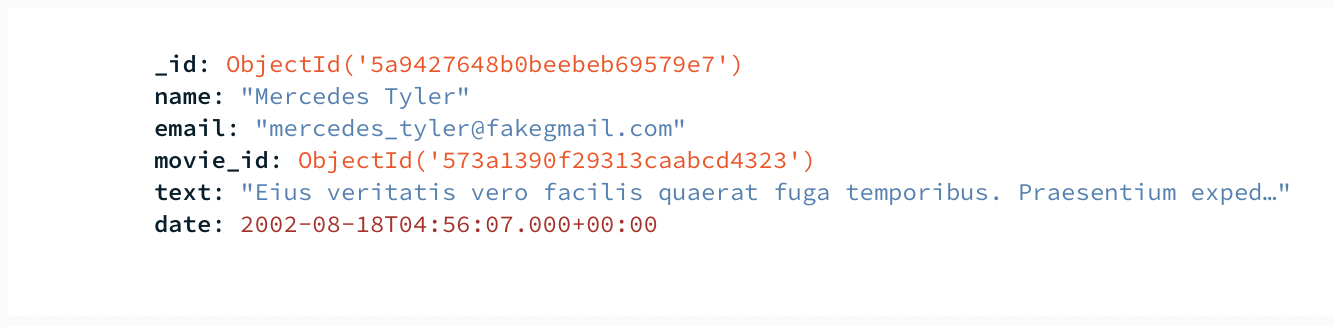 _id: ObjectId('5a9427648b0beebeb69579e7')
name: "Mercedes Tyler"
email: "mercedes_tyler@fakegmail.com"
movie_id: ObjectId('573a1390f29313caabcd4323')
text: "Eius veritatis vero facilis quaerat fuga temporibus. Praesentium exped…"
date: 2002-08-18T04:56:07.000+00:00